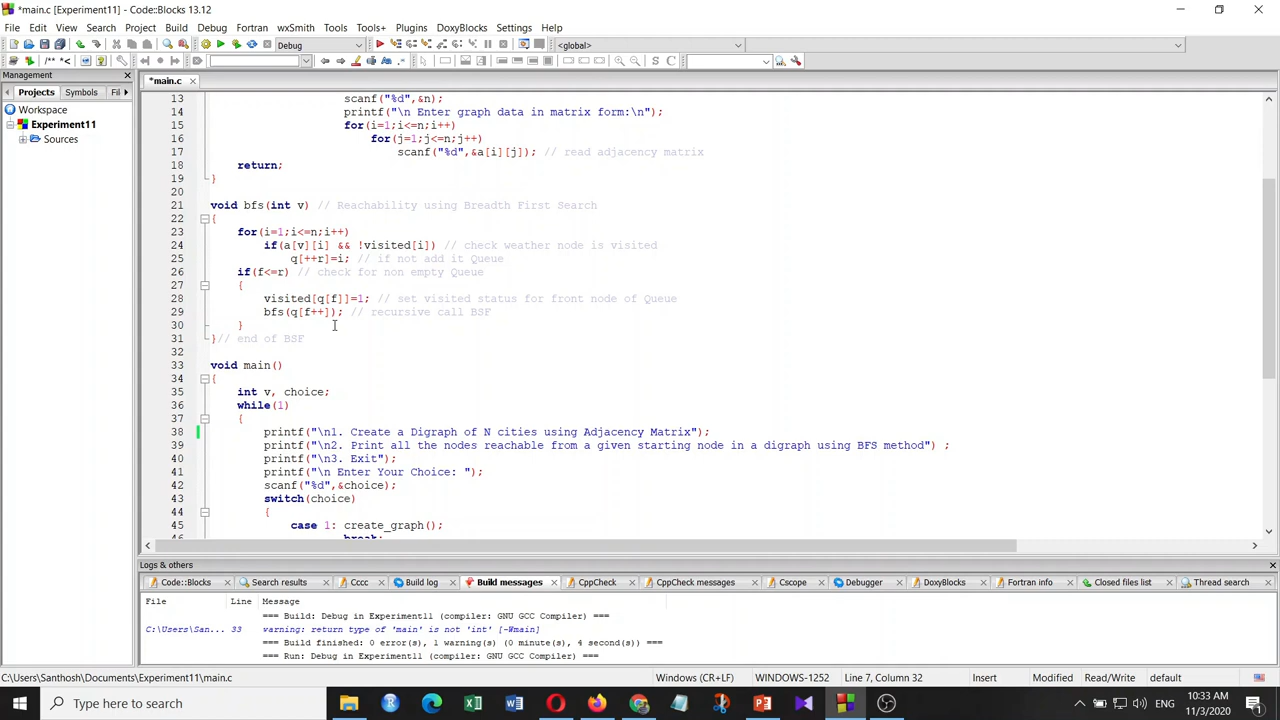 *main.c [Experiment11] - Code::Blocks 13.12
File Edit View Search Project Build Debug Fortran wxSmith Tools Tools+ Plugins DoxyBlocks Settings Help
Debug <global>
/** *<
Management
*main.c
Projects Symbols Fil
Workspace
Experiment11
Sources
13 scanf("%d",&n);
14 printf("\n Enter graph data in matrix form:\n");
15 for(i=1;i<=n;i++)
16 for(j=1;j<=n;j++)
17 scanf("%d",&a[i][j]); // read adjacency matrix
18 return;
19 }
20
21 void bfs(int v) // Reachability using Breadth First Search
22 {
23 for(i=1;i<=n;i++)
24 if(a[v][i] && !visited[i]) // check weather node is visited
25 q[++r]=i; // if not add it Queue
26 if(f<=r) // check for non empty Queue
27 {
28 visited[q[f]]=1; // set visited status for front node of Queue
29 bfs(q[f++]); // recursive call BSF
30 }
31 }// end of BSF
32
33 void main()
34 {
35 int v, choice;
36 while(1)
37 {
38 printf("\n1. Create a Digraph of N cities using Adjacency Matrix");
39 printf("\n2. Print all the nodes reachable from a given starting node in a digraph using BFS method") ;
40 printf("\n3. Exit");
41 printf("\n Enter Your Choice: ");
42 scanf("%d",&choice);
43 switch(choice)
44 {
45 case 1: create_graph();
46 break;
Logs & others
Code::Blocks Search results Cccc Build log Build messages CppCheck CppCheck messages Cscope Debugger DoxyBlocks Fortran info Closed files list Thread search
File Line Message
=== Build: Debug in Experiment11 (compiler: GNU GCC Compiler) ===
C:\Users\San... 33 warning: return type of 'main' is not 'int' [-Wmain]
=== Build finished: 0 error(s), 1 warning(s) (0 minute(s), 4 second(s)) ===
=== Run: Debug in Experiment11 (compiler: GNU GCC Compiler) ===
C:\Users\Santhosh\Documents\Experiment11\main.c Windows (CR+LF) WINDOWS-1252 Line 7, Column 32 Insert Modified Read/Write default
Type here to search
ENG
10:33 AM
11/3/2020